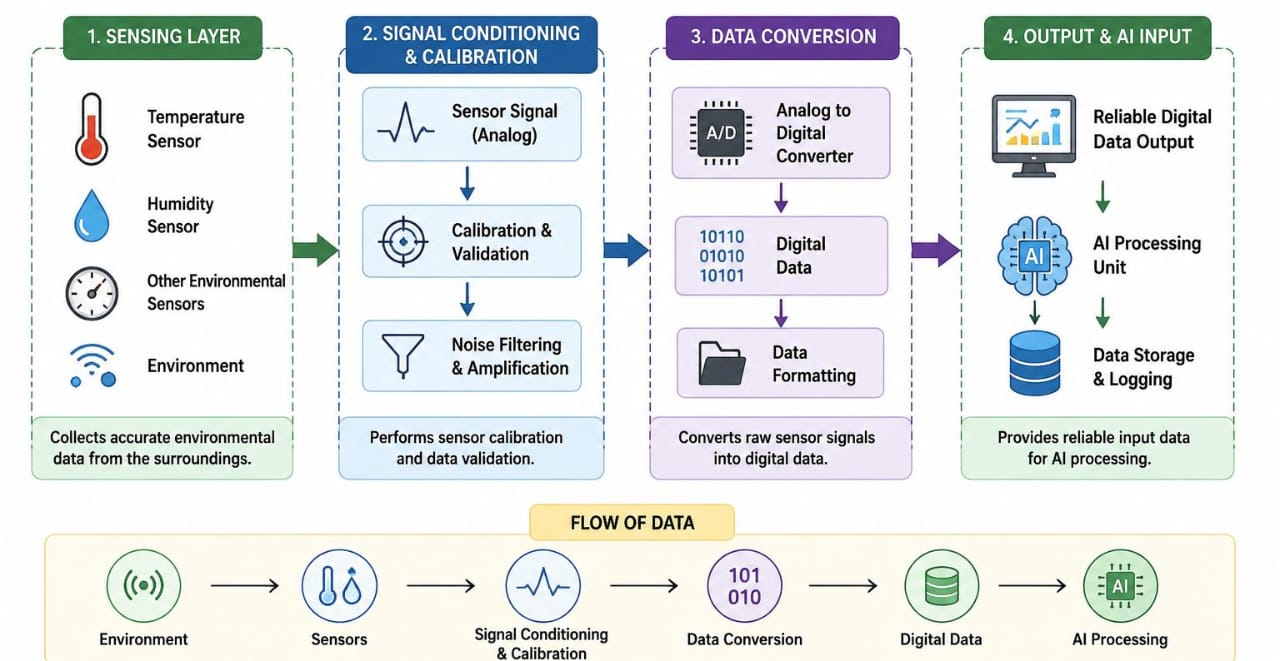 1. SENSING LAYER
Temperature
Sensor
Humidity
Sensor
Other Environmental
Sensors
Environment
Collects accurate environmental
data from the surroundings.
2. SIGNAL CONDITIONING
& CALIBRATION
Sensor Signal
(Analog)
Calibration &
Validation
Noise Filtering
& Amplification
Performs sensor calibration
and data validation.
3. DATA CONVERSION
A/D
Analog to
Digital
Converter
10110
01010
10101
Digital
Data
Data
Formatting
Converts raw sensor signals
into digital data.
4. OUTPUT & AI INPUT
Reliable Digital
Data Output
AI
AI Processing
Unit
Data Storage
& Logging
Provides reliable input data
for AI processing.
FLOW OF DATA
Environment
Sensors
Signal Conditioning
& Calibration
101
010
Data Conversion
Digital Data
AI
AI Processing